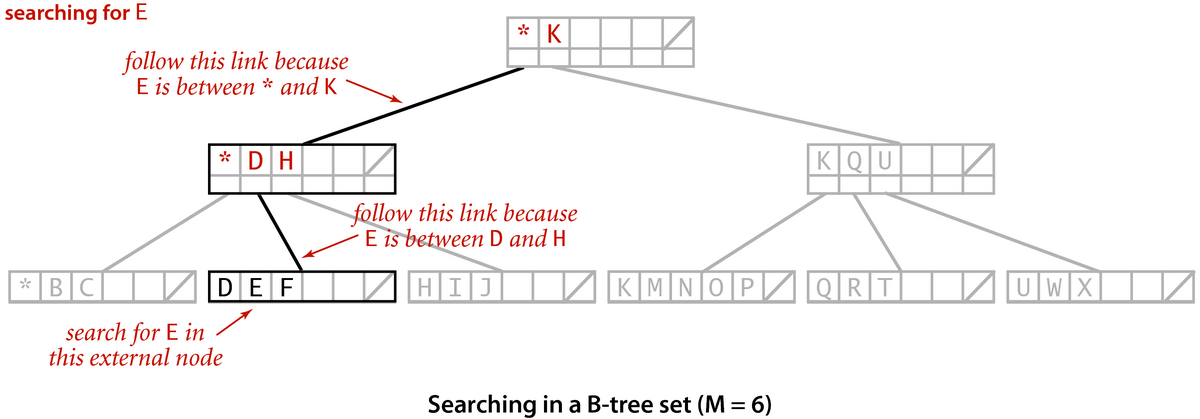 searching for E
* K
follow this link because
E is between * and K
* D H
K Q U
follow this link because
E is between D and H
* B C
D E F
H I J
K M N O P
Q R T
U W X
search for E in
this external node
Searching in a B-tree set (M = 6)